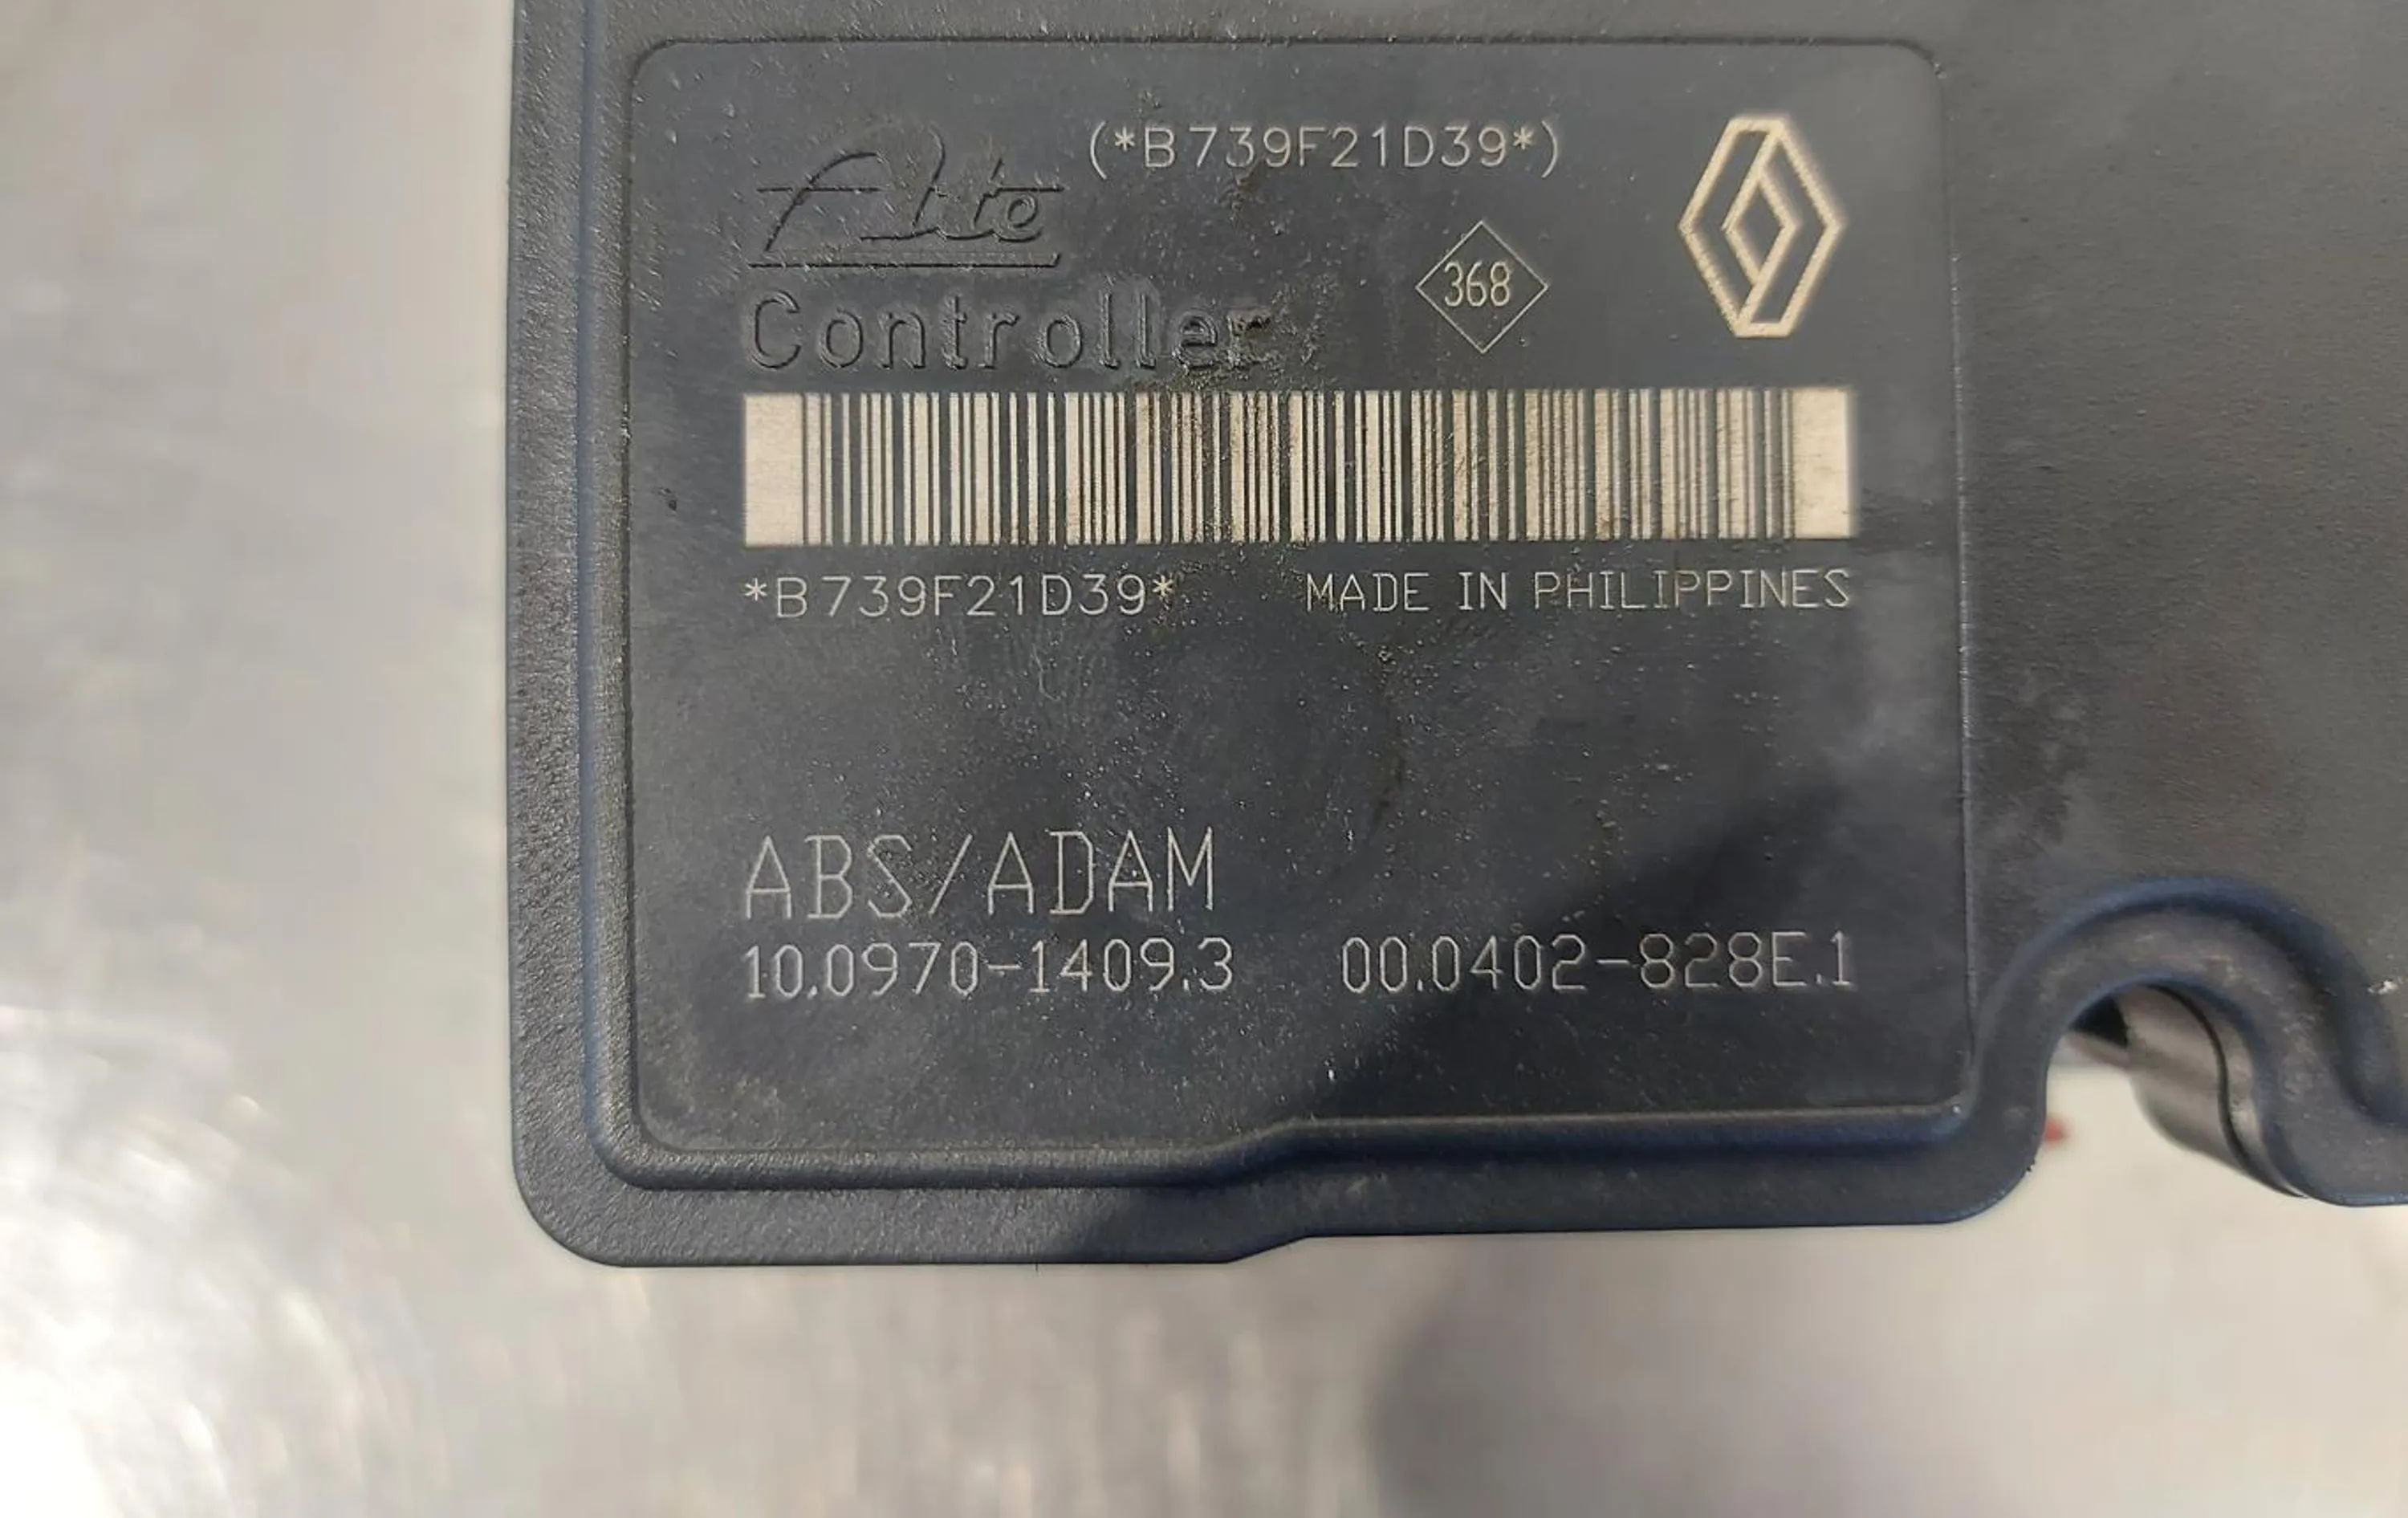 (*B739F21D39*)
Ate
368
Controller
*B739F21D39* MADE IN PHILIPPINES
ABS/ADAM
10.0970-1409.3 00.0402-828E.1